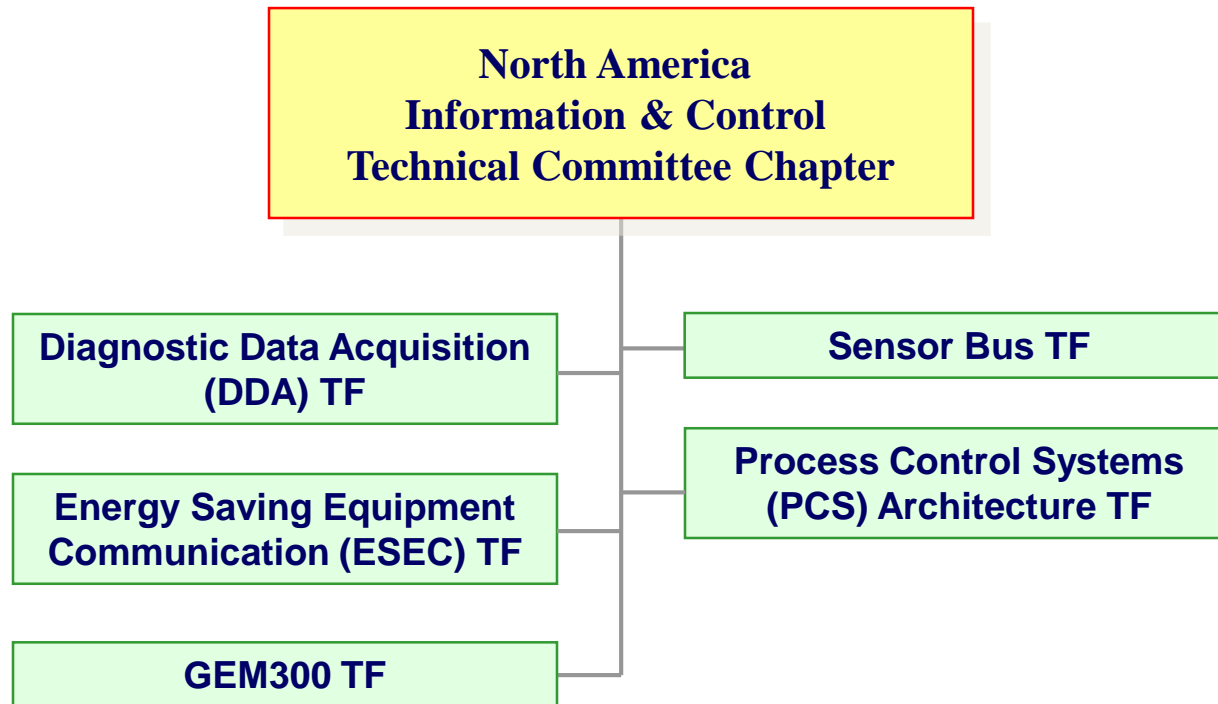 North America
Information & Control
Technical Committee Chapter
Diagnostic Data Acquisition
(DDA) TF
Energy Saving Equipment
Communication (ESEC) TF
GEM300 TF
Sensor Bus TF
Process Control Systems
(PCS) Architecture TF